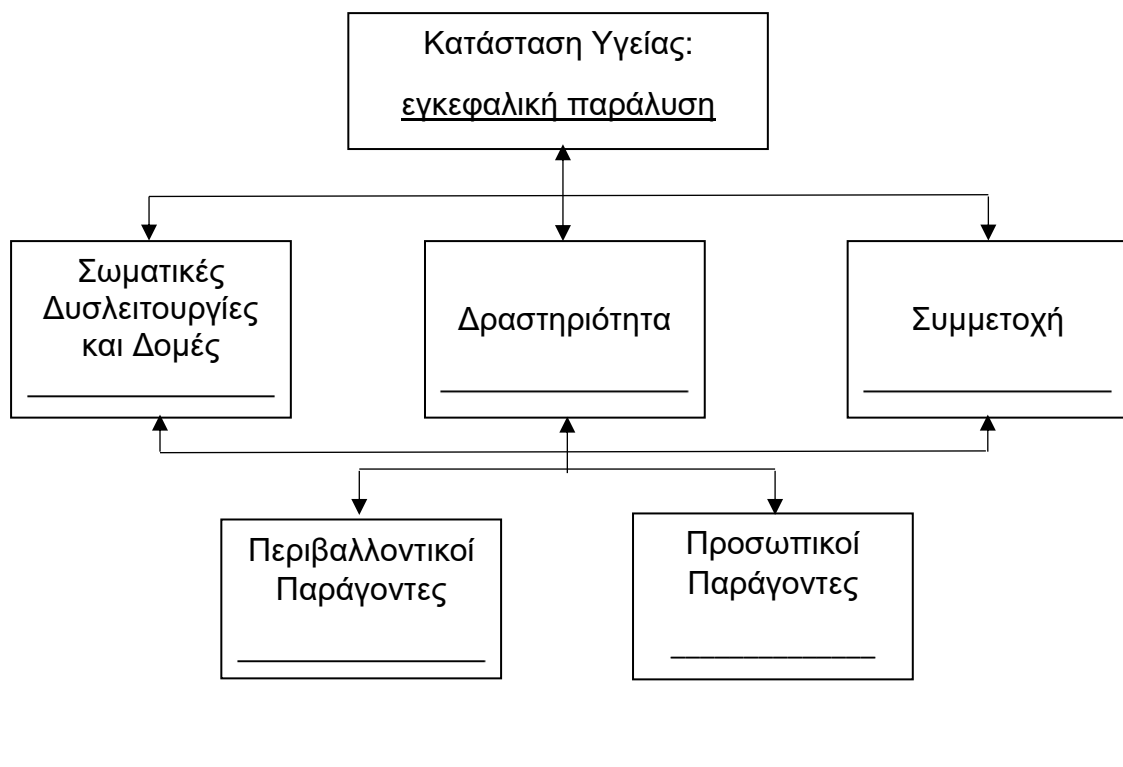 Κατάσταση Υγείας:
εγκεφαλική παράλυση
Σωματικές
Δυσλειτουργίες
και Δομές
Δραστηριότητα
Συμμετοχή
Περιβαλλοντικοί
Παράγοντες
Προσωπικοί
Παράγοντες